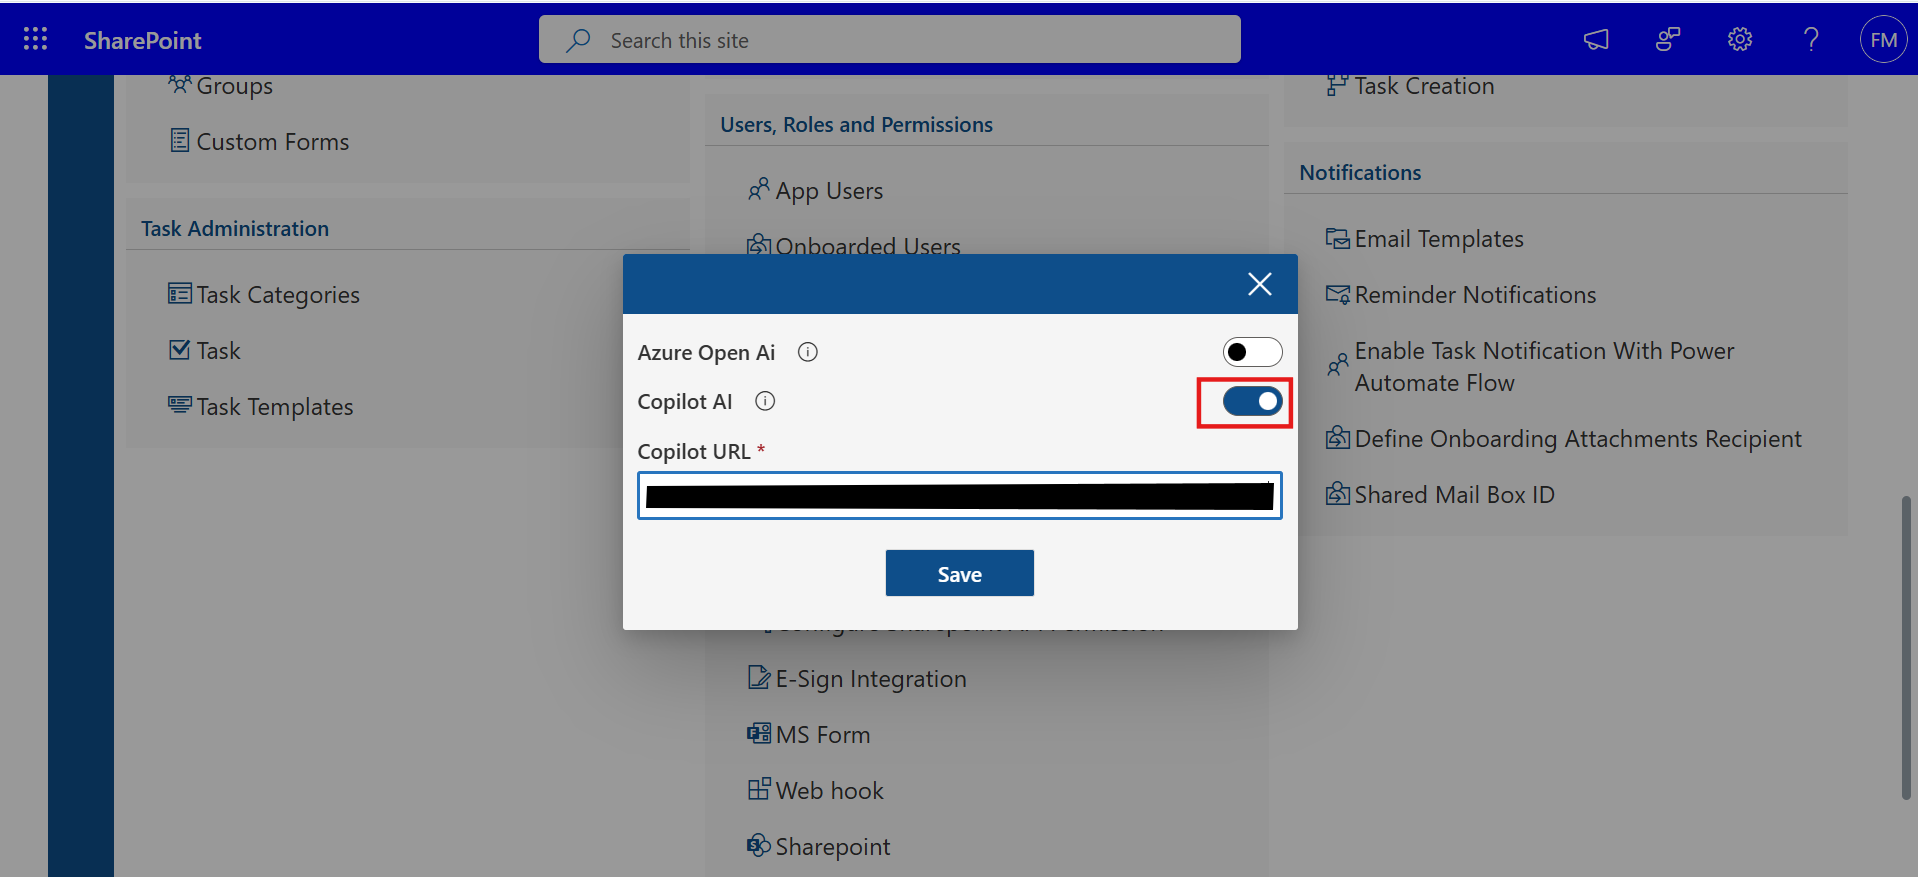 SharePoint
Search this site
FM
Groups
Custom Forms
Task Administration
Task Categories
Task
Task Templates
Users, Roles and Permissions
App Users
Onboarded Users
Azure Open Ai
Copilot AI
Copilot URL *
Save
E-Sign Integration
MS Form
Web hook
Sharepoint
Task Creation
Notifications
Email Templates
Reminder Notifications
Enable Task Notification With Power
Automate Flow
Define Onboarding Attachments Recipient
Shared Mail Box ID